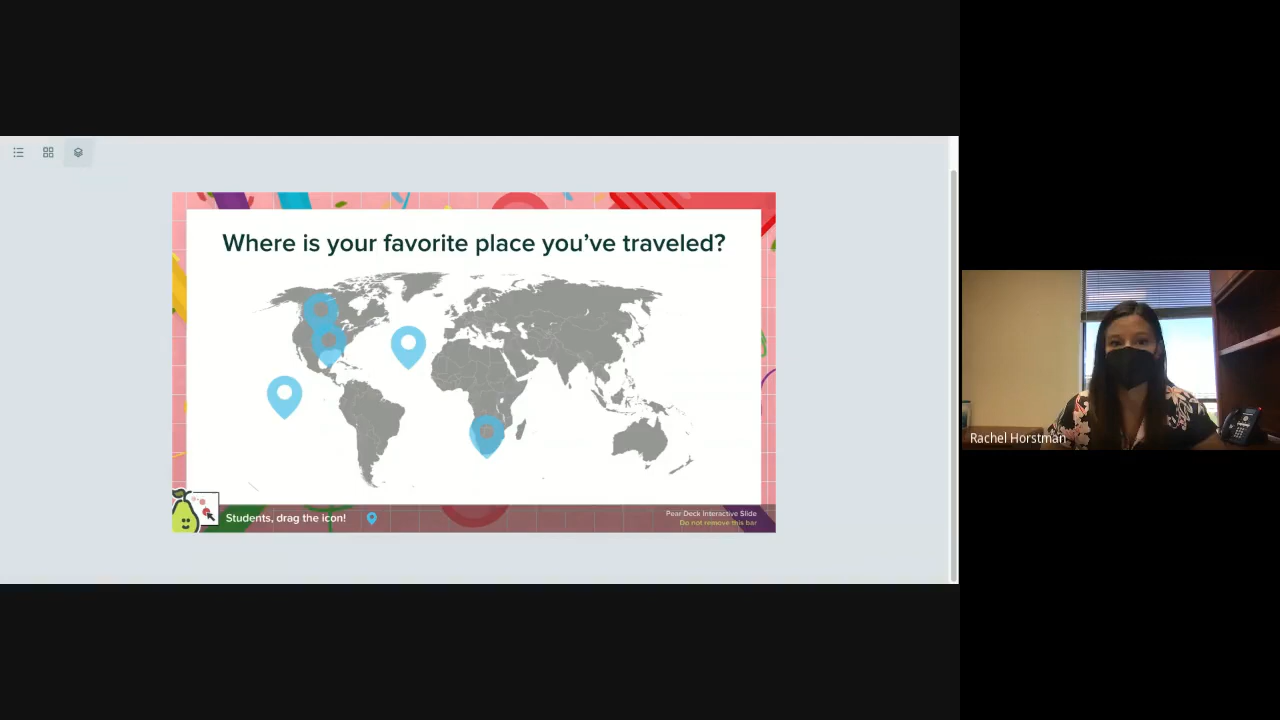 Where is your favorite place you've traveled?
Students, drag the icon!
Pear Deck Interactive Slide
Do not remove this bar
Rachel Horstman